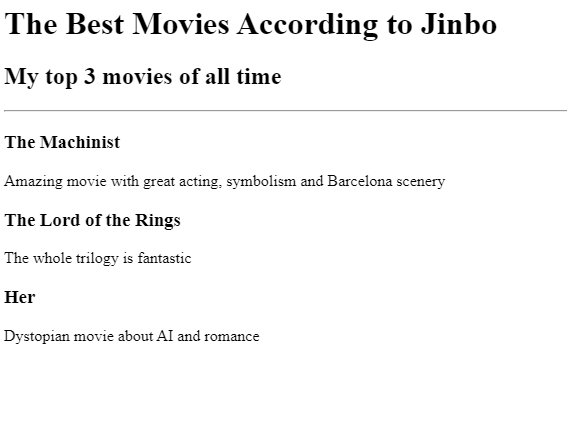 The Best Movies According to Jinbo
My top 3 movies of all time
The Machinist
Amazing movie with great acting, symbolism and Barcelona scenery
The Lord of the Rings
The whole trilogy is fantastic
Her
Dystopian movie about AI and romance